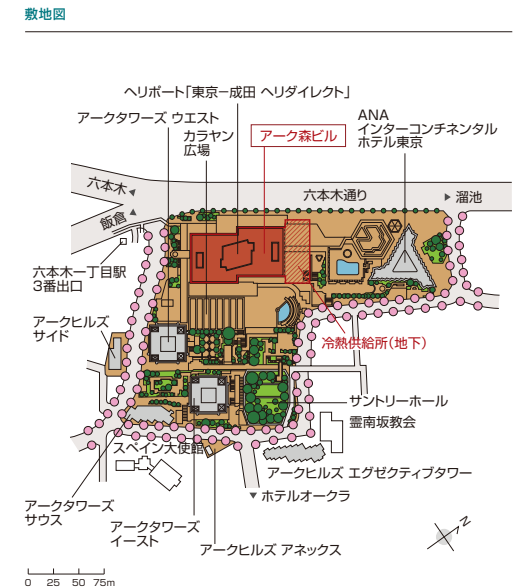 敷地図
ヘリポート「東京−成田 ヘリダイレクト」
アークタワーズ ウエスト
カラヤン
広場
アーク森ビル
ANA
インターコンチネンタル
ホテル東京
六本木
飯倉
六本木通り
溜池
六本木一丁目駅
3番出口
アークヒルズ
サイド
冷熱供給所(地下)
サントリーホール
霊南坂教会
スペイン大使館
アークヒルズ エグゼクティブタワー
ホテルオークラ
アークタワーズ
サウス
アークタワーズ
イースト
アークヒルズ アネックス
N
0 25 50 75m